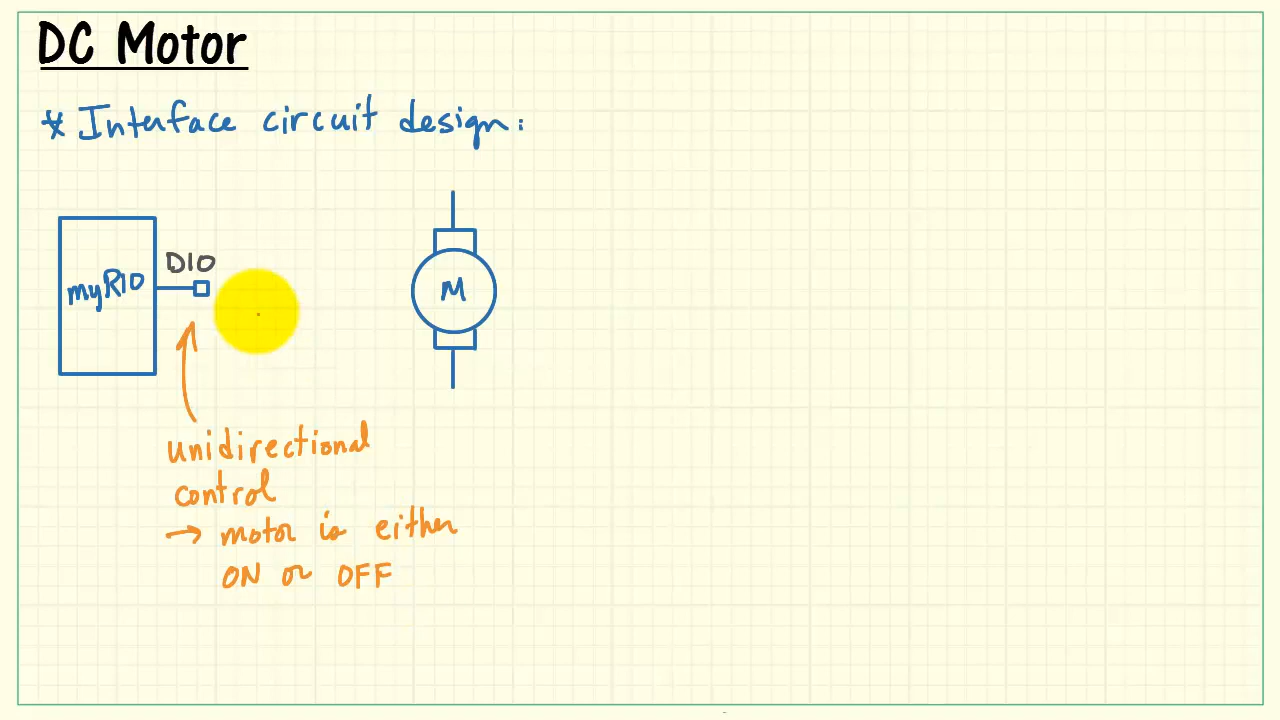 DC Motor
* Interface circuit design:
DIO
myRIO
M
unidirectional
control
→ motor is either
ON or OFF